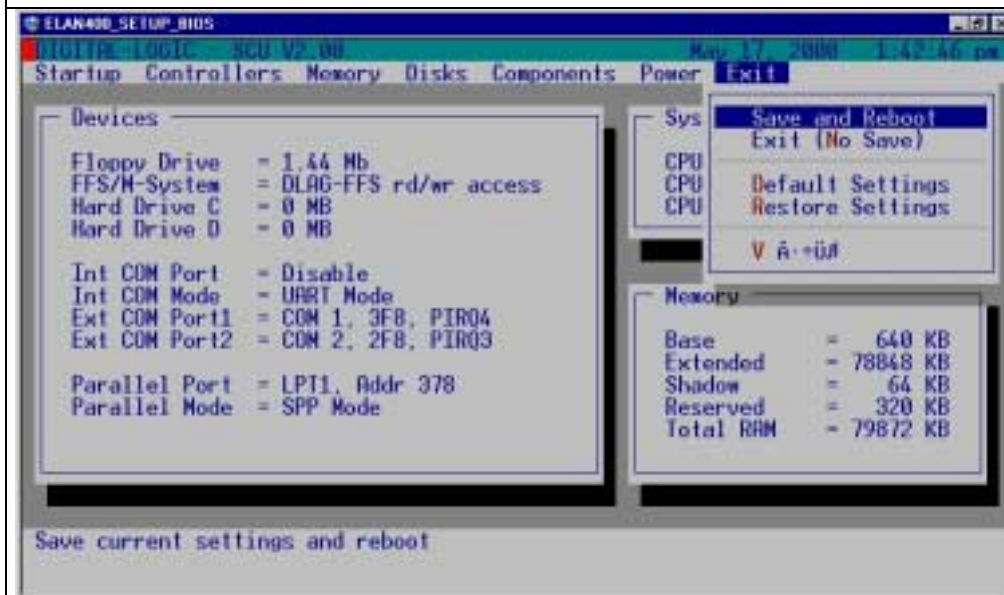 ELAN400_SETUP_BIOS
DIGITAL-LOGIC - SCU V2.00 May 17, 2000 1:42:46 pm
Startup Controllers Memory Disks Components Power Exit
Devices
Floppy Drive = 1.44 Mb
FFS/M-System = DLAG-FFS rd/wr access
Hard Drive C = 0 MB
Hard Drive D = 0 MB
Int COM Port = Disable
Int COM Mode = UART Mode
Ext COM Port1 = COM 1, 3F8, PIRQ4
Ext COM Port2 = COM 2, 2F8, PIRQ3
Parallel Port = LPT1, Addr 378
Parallel Mode = SPP Mode
Sys
CPU
CPU
CPU
Save and Reboot
Exit (No Save)
Default Settings
Restore Settings
V
Memory
Base = 640 KB
Extended = 78848 KB
Shadow = 64 KB
Reserved = 320 KB
Total RAM = 79872 KB
Save current settings and reboot